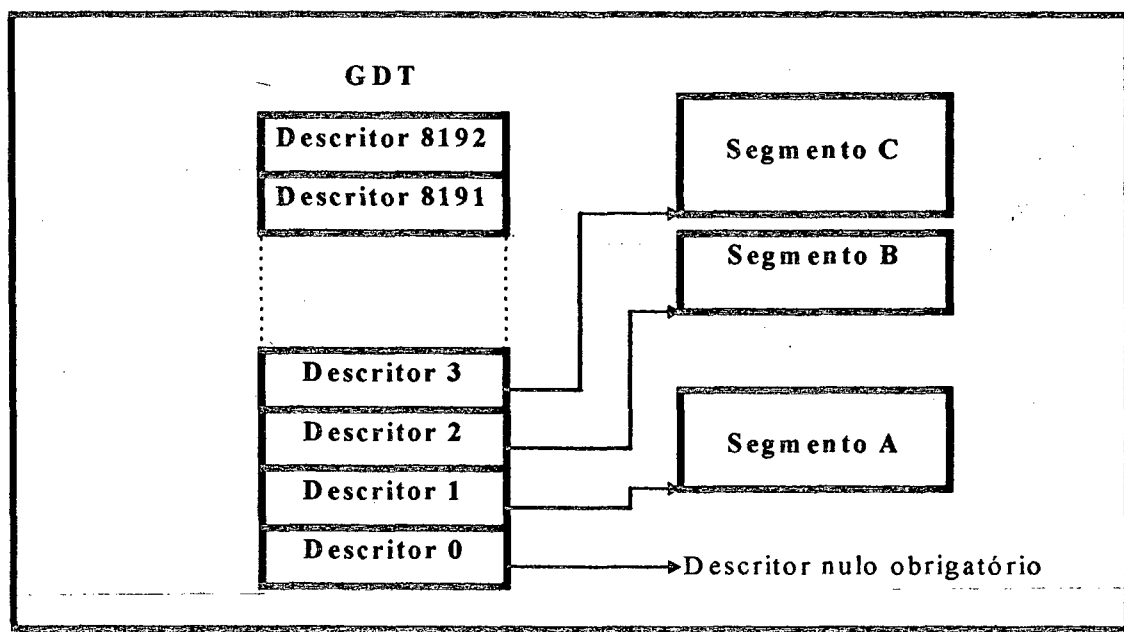 GDT
Descritor 8192
Descritor 8191
Descritor 3
Descritor 2
Descritor 1
Descritor 0
Segmento C
Segmento B
Segmento A
Descritor nulo obrigatório